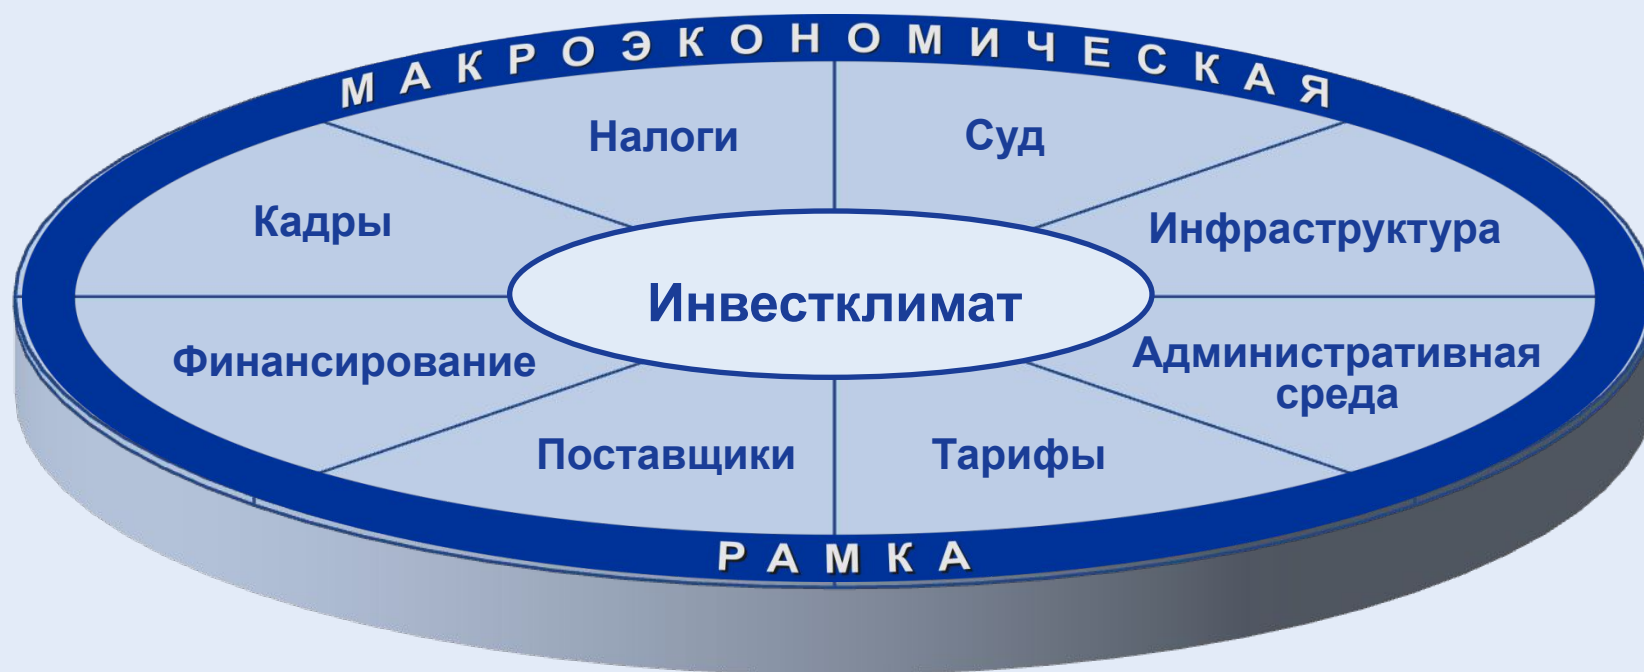 МАКРОЭКОНОМИЧЕСКАЯ
Налоги
Суд
Кадры
Инфраструктура
Инвестклимат
Финансирование
Административная
среда
Поставщики
Тарифы
РАМКА